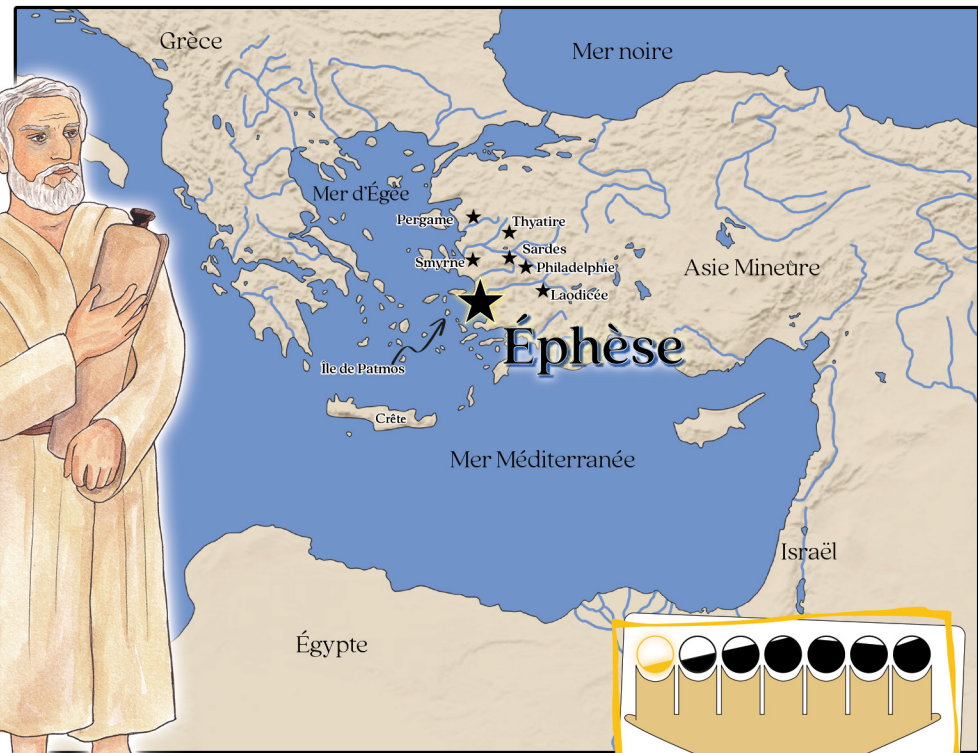 Grèce
Mer noire
Mer d'Égée
Pergame
Thyatire
Sardes
Smyrne
Philadelphie
Asie Mineure
Laodicée
Éphèse
Île de Patmos
Crête
Mer Méditerranée
Israël
Égypte